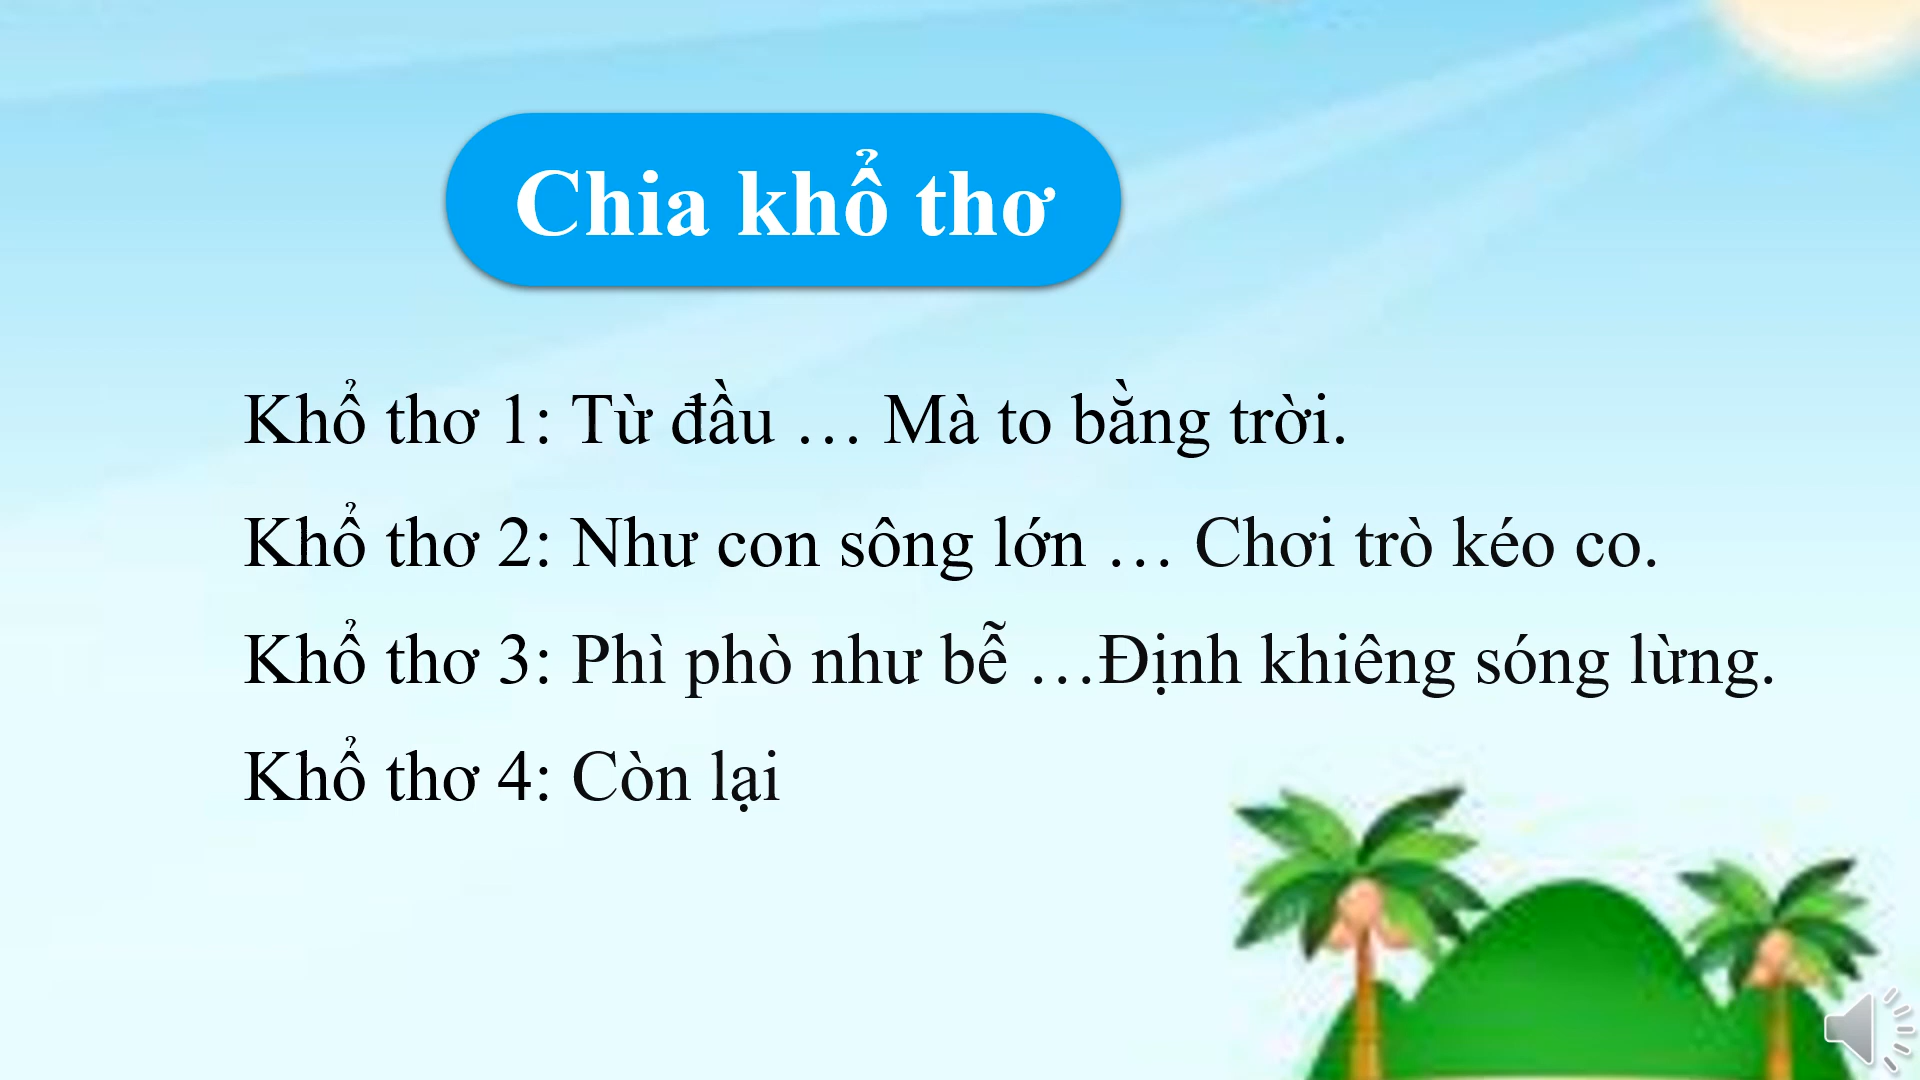 Chia khổ thơ
Khổ thơ 1: Từ đầu … Mà to bằng trời.
Khổ thơ 2: Như con sông lớn … Chơi trò kéo co.
Khổ thơ 3: Phì phò như bễ …Định khiêng sóng lừng.
Khổ thơ 4: Còn lại